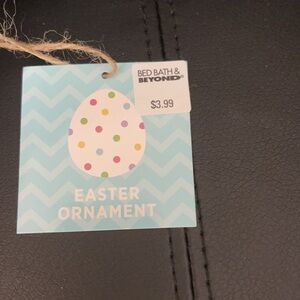 BED BATH &
BEYOND®
$3.99
EASTER
ORNAMENT